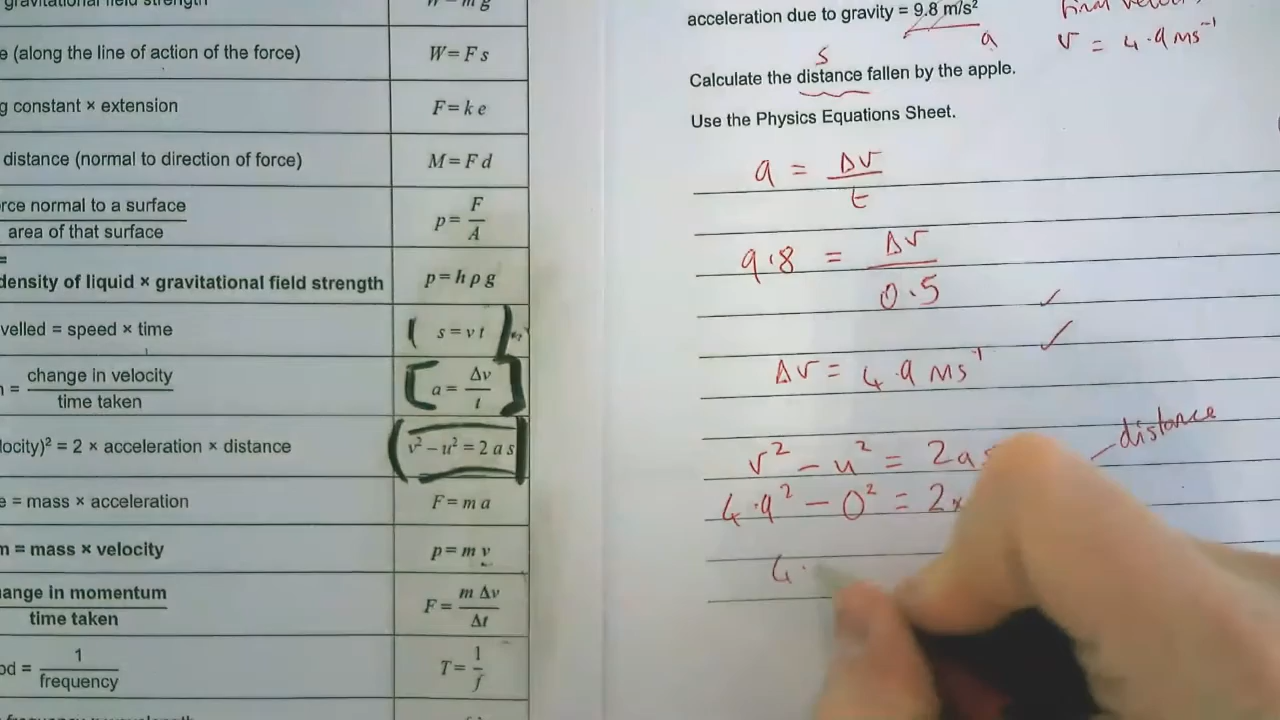 W = m g
e (along the line of action of the force) W = F s
g constant × extension F = k e
distance (normal to direction of force) M = F d
rce normal to a surface
area of that surface
p = F/A
=
density of liquid × gravitational field strength p = h ρ g
velled = speed × time ( s = v t )
= change in velocity
time taken
[ a = Δv/t ]
locity)² = 2 × acceleration × distance ( v² – u² = 2 a s )
e = mass × acceleration F = m a
m = mass × velocity p = m v
ange in momentum
time taken
F = m Δv/Δt
od = 1/frequency T = 1/f
acceleration due to gravity = 9.8 m/s²
a
v = 4.9 ms⁻¹
s
Calculate the distance fallen by the apple.
Use the Physics Equations Sheet.
a = Δv/t
9.8 = Δv/0.5 ✓
✓
Δv = 4.9 ms⁻¹
distance
v² – u² = 2as
4.9² – 0² = 2×
4.